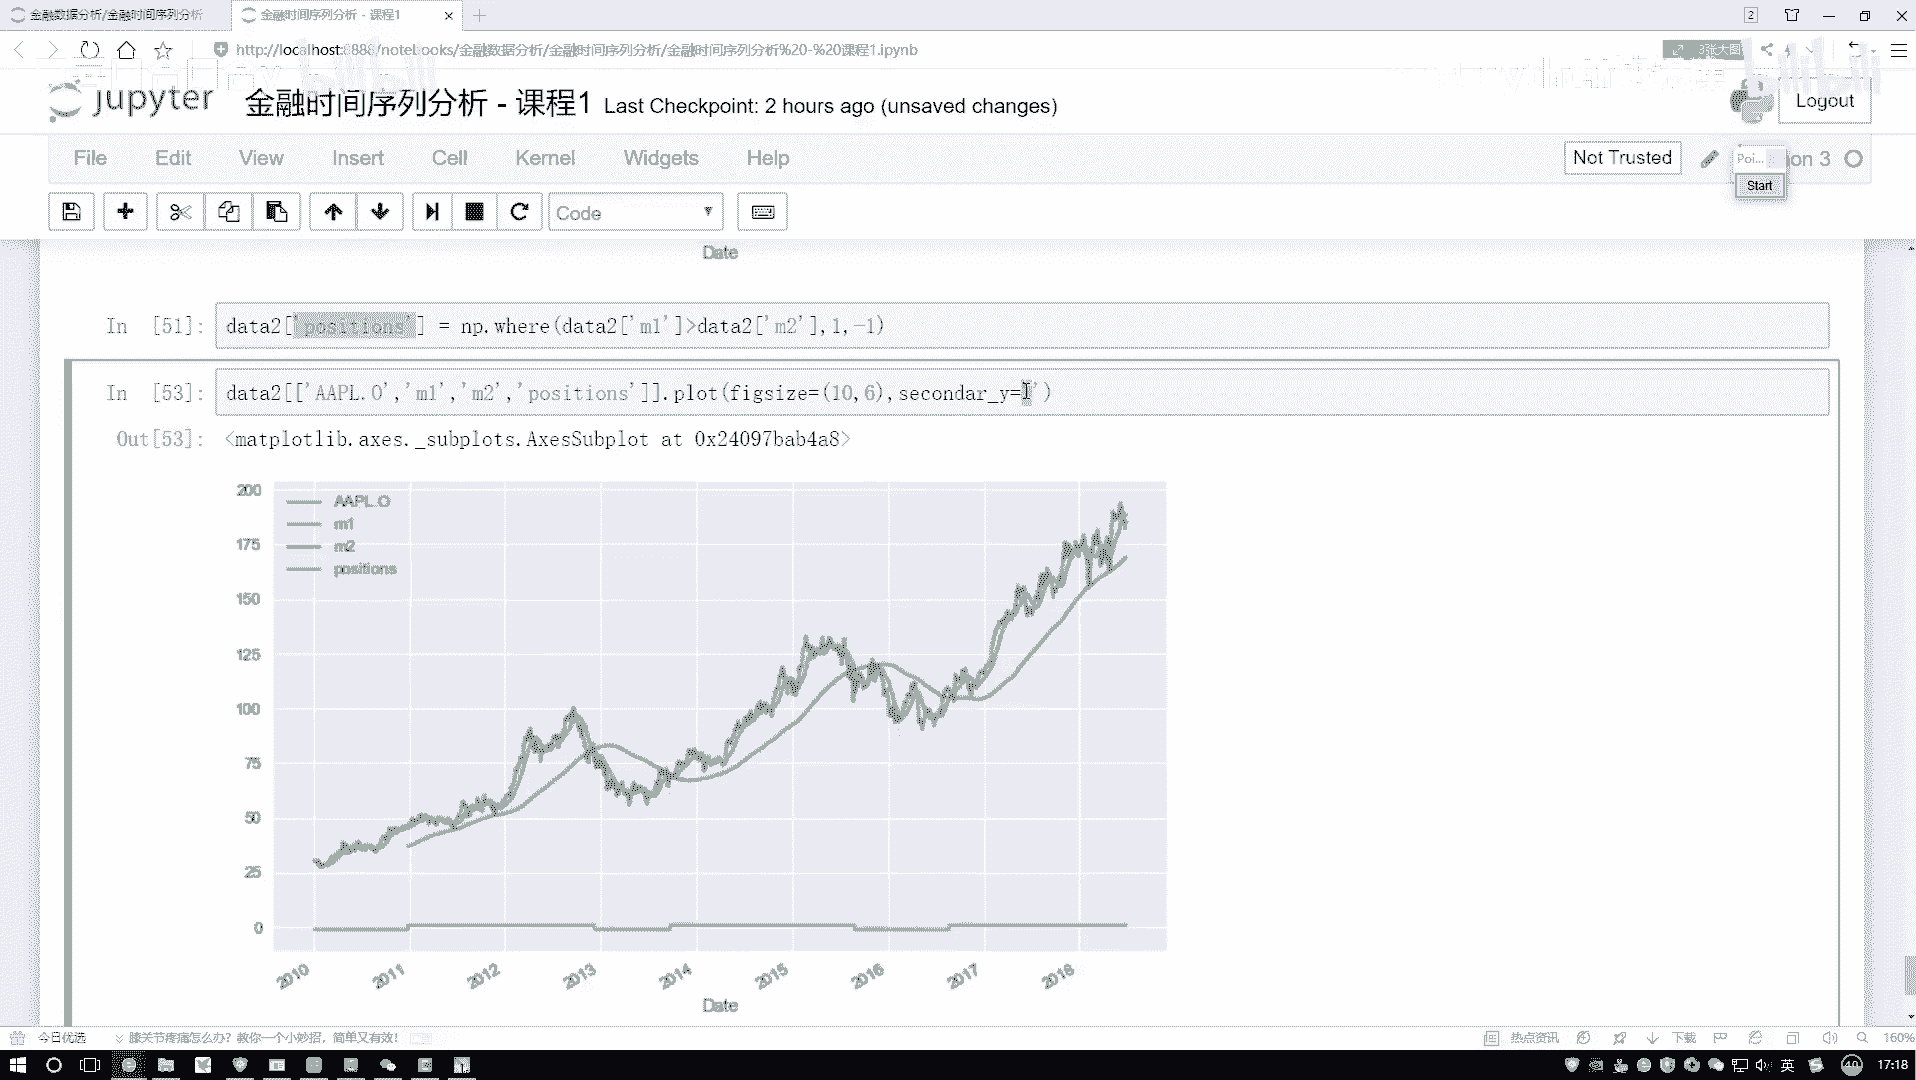 金融数据分析/金融时间序列分析
金融时间序列分析 - 课程1
2
http://localhost:8888/notebooks/金融数据分析/金融时间序列分析/金融时间序列分析%20-%20课程1.ipynb
3张大图
jupyter 金融时间序列分析 - 课程1 Last Checkpoint: 2 hours ago (unsaved changes)
bilibili
Logout
File Edit View Insert Cell Kernel Widgets Help
Not Trusted
Poi... on 3
Start
Code
Date
In [51]: data2['positions'] = np.where(data2['m1']>data2['m2'],1,-1)
In [53]: data2[['AAPL.O','m1','m2','positions']].plot(figsize=(10,6),secondar_y='')
Out[53]: <matplotlib.axes._subplots.AxesSubplot at 0x24097bab4a8>
200
AAPL.O
m1
m2
positions
175
150
125
100
75
50
25
0
2010 2011 2012 2013 2014 2015 2016 2017 2018
Date
今日优选 膝关节疼痛怎么办？教你一个小妙招，简单又有效！ 热点资讯 下载 160%
英 40 17:18